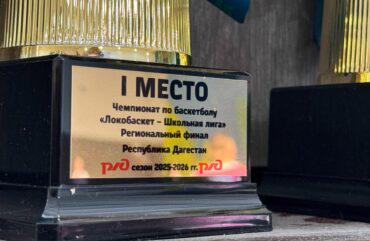 I МЕСТО
Чемпионат по баскетболу
«Локобаскет – Школьная лига»
Региональный финал
Республика Дагестан
РЖД сезон 2025-2026 гг. РЖД